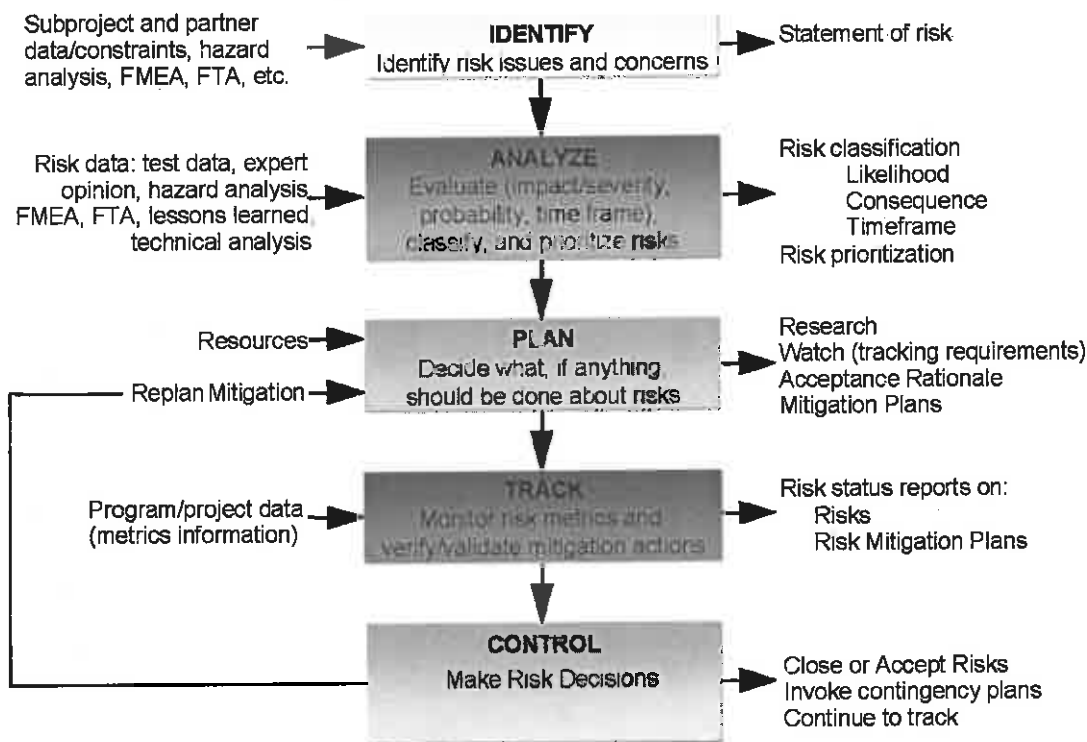 Subproject and partner
data/constraints, hazard
analysis, FMEA, FTA, etc.
IDENTIFY
Identify risk issues and concerns
Statement of risk
Risk data: test data, expert
opinion, hazard analysis
FMEA, FTA, lessons learned,
technical analysis
ANALYZE
Evaluate (impact/severity,
probability, time frame),
classify, and prioritize risks
Risk classification
Likelihood
Consequence
Timeframe
Risk prioritization
Resources
Replan Mitigation
PLAN
Decide what, if anything
should be done about risks
Research
Watch (tracking requirements)
Acceptance Rationale
Mitigation Plans
Program/project data
(metrics information)
TRACK
Monitor risk metrics and
verify/validate mitigation actions
Risk status reports on:
Risks
Risk Mitigation Plans
CONTROL
Make Risk Decisions
Close or Accept Risks
Invoke contingency plans
Continue to track